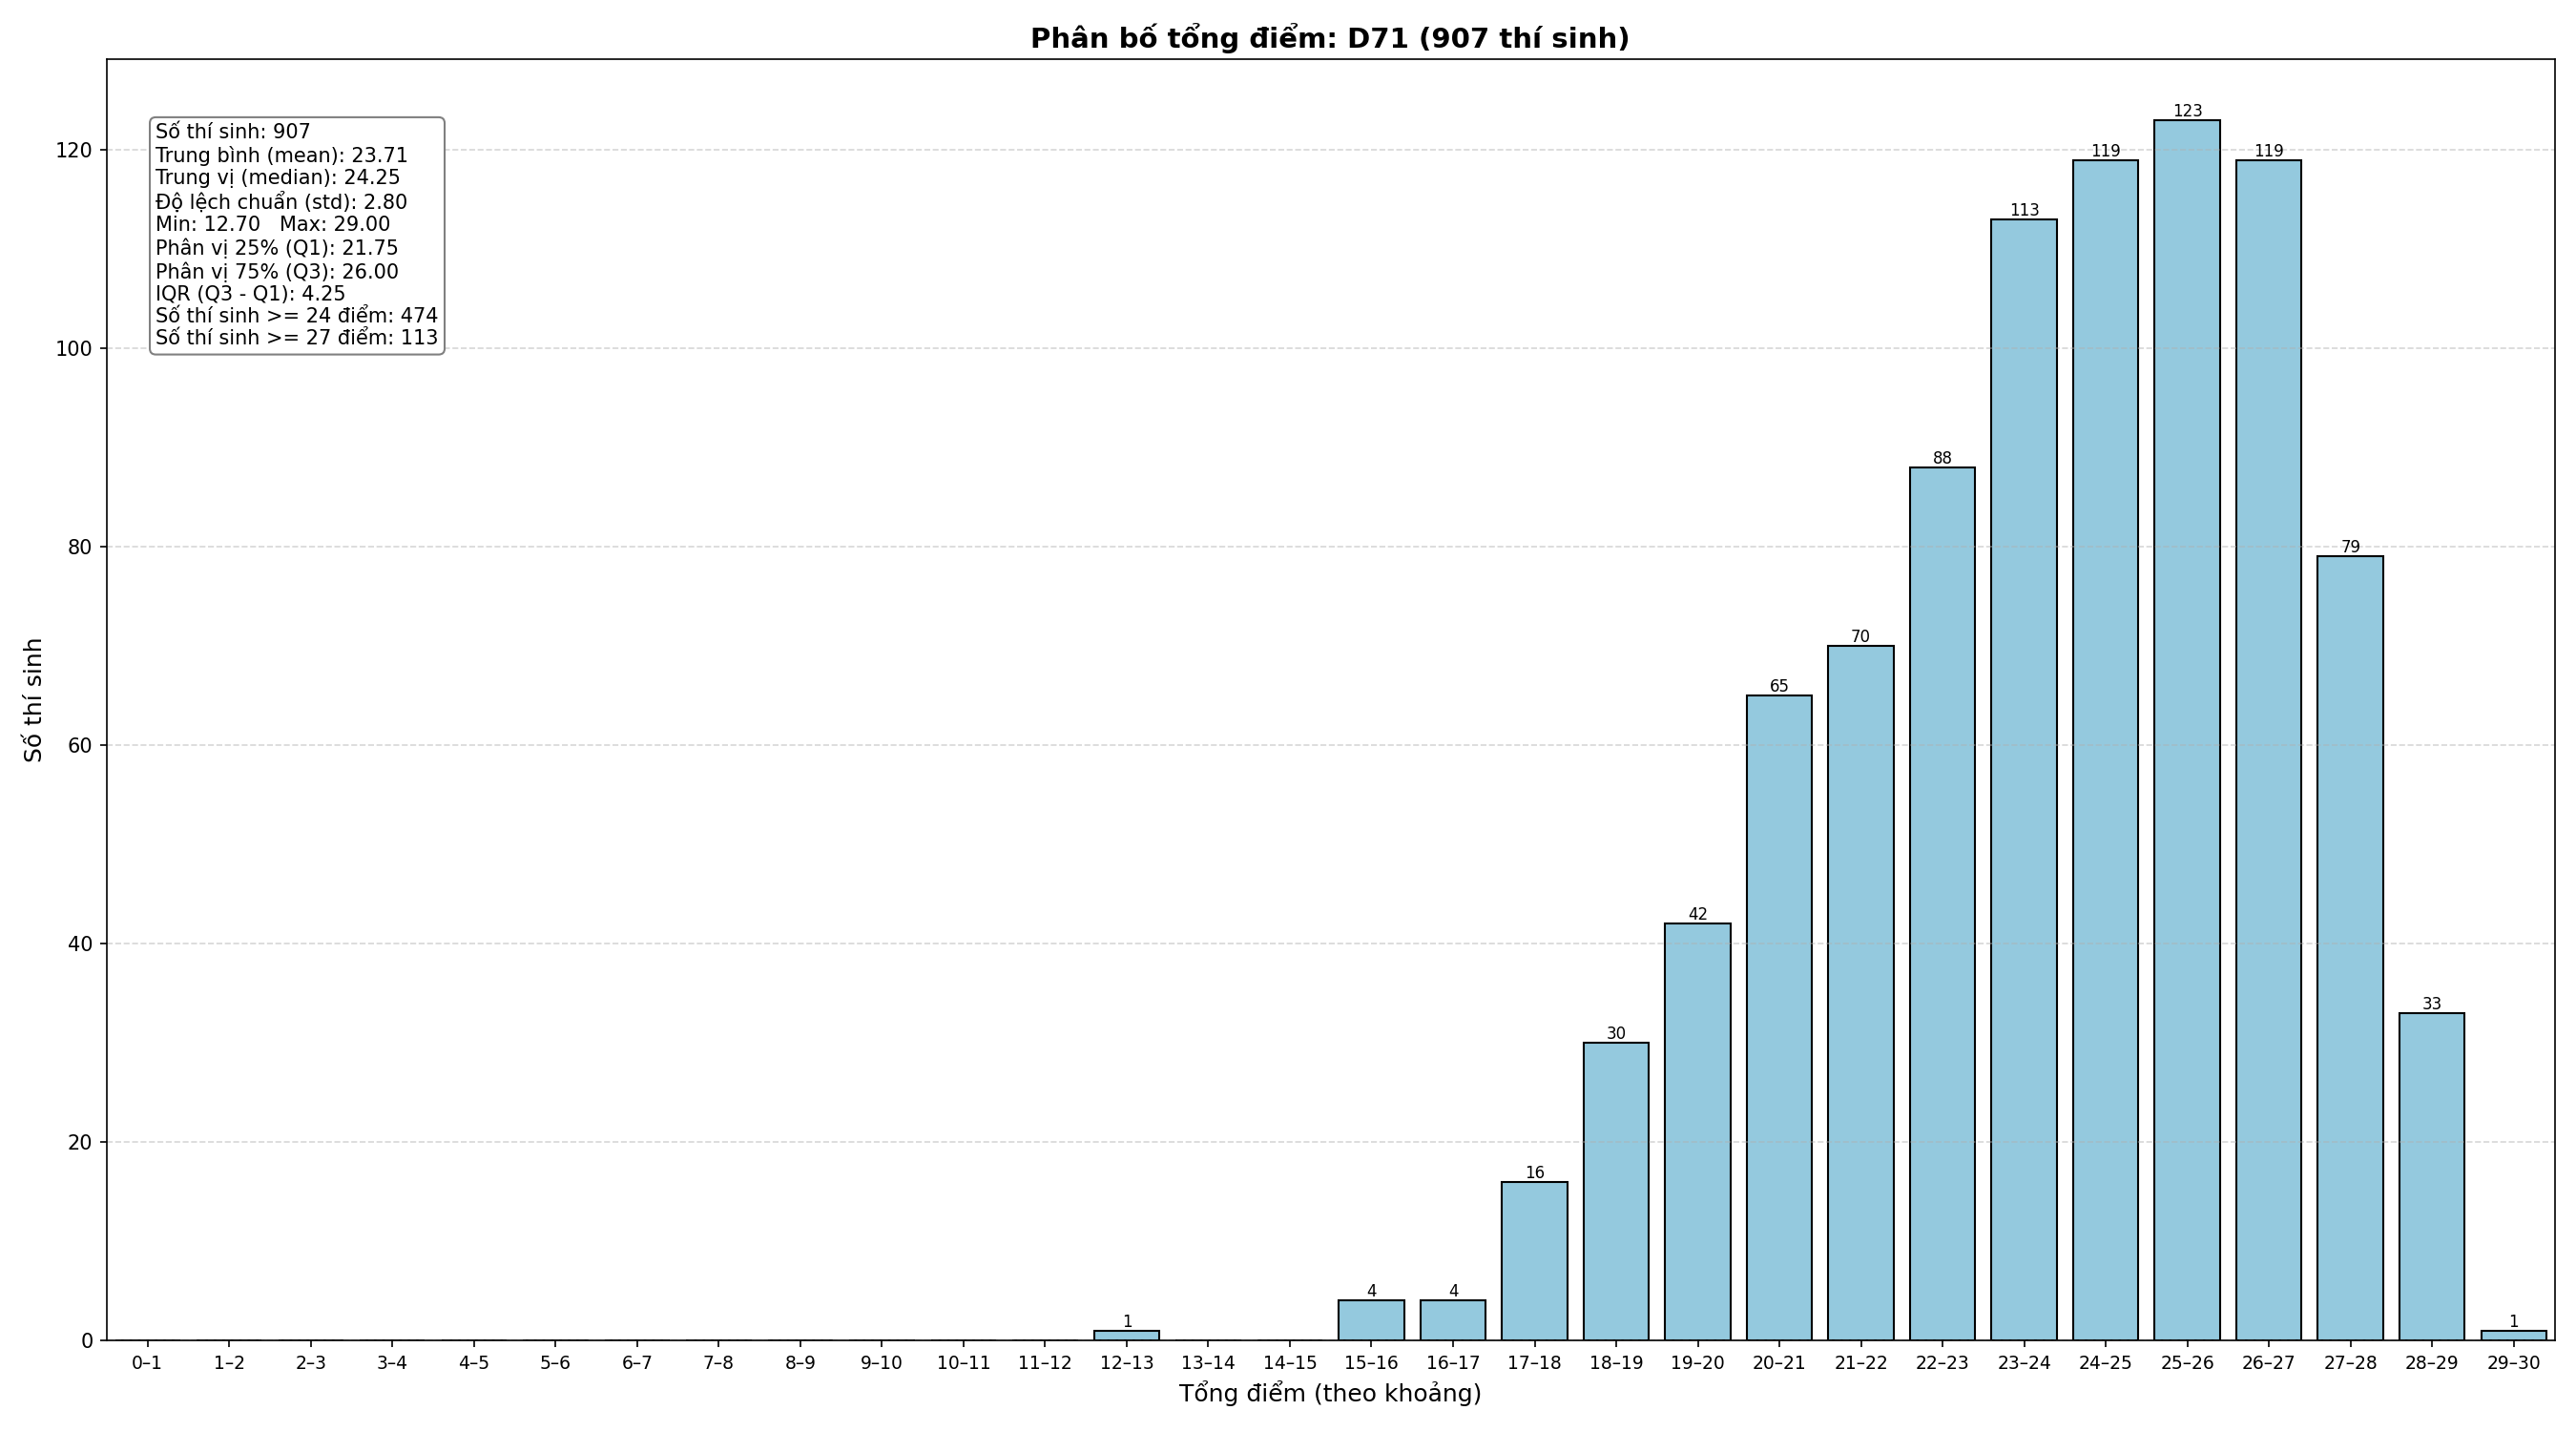 Phân bố tổng điểm: D71 (907 thí sinh)
Số thí sinh: 907
Trung bình (mean): 23.71
Trung vị (median): 24.25
Độ lệch chuẩn (std): 2.80
Min: 12.70   Max: 29.00
Phân vị 25% (Q1): 21.75
Phân vị 75% (Q3): 26.00
IQR (Q3 - Q1): 4.25
Số thí sinh >= 24 điểm: 474
Số thí sinh >= 27 điểm: 113
Số thí sinh
120
100
80
60
40
20
0
1
4
4
16
30
42
65
70
88
113
119
123
119
79
33
1
0–1 1–2 2–3 3–4 4–5 5–6 6–7 7–8 8–9 9–10 10–11 11–12 12–13 13–14 14–15 15–16 16–17 17–18 18–19 19–20 20–21 21–22 22–23 23–24 24–25 25–26 26–27 27–28 28–29 29–30
Tổng điểm (theo khoảng)